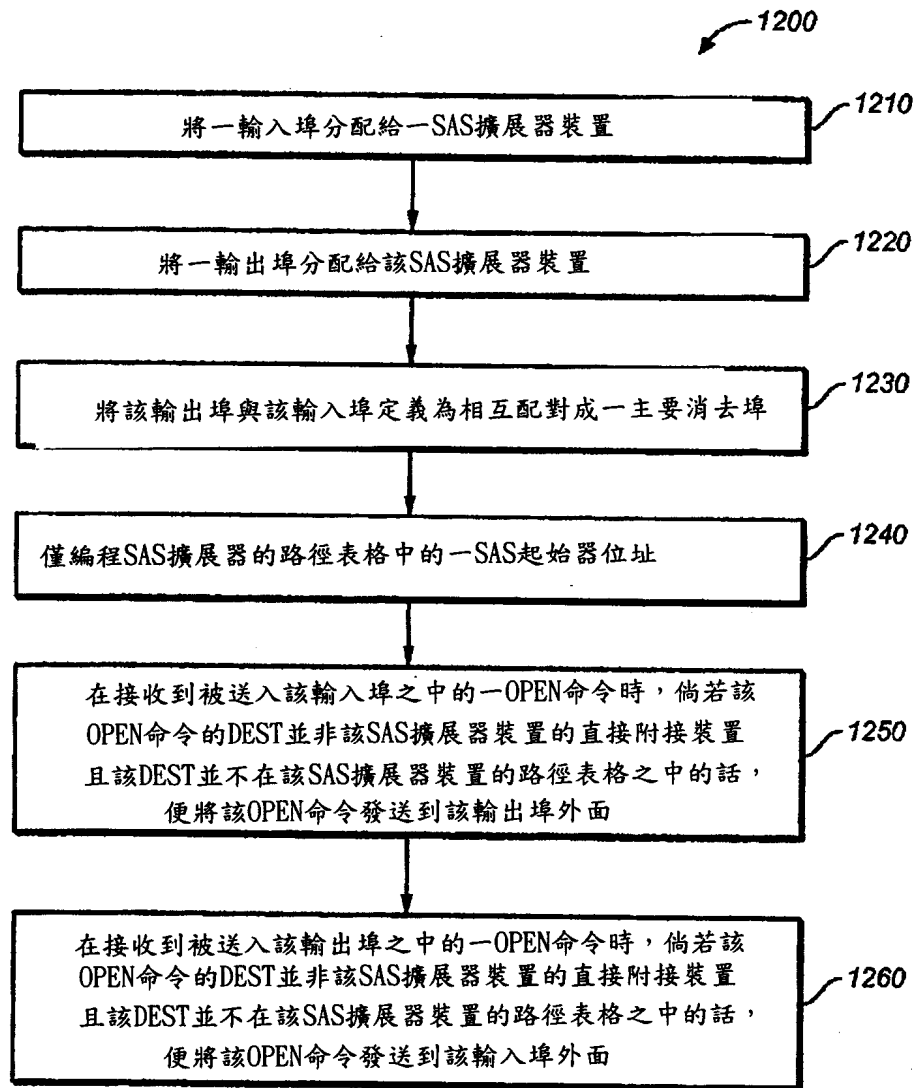 1200
將一輸入埠分配給一SAS擴展器裝置
1210
將一輸出埠分配給該SAS擴展器裝置
1220
將該輸出埠與該輸入埠定義為相互配對成一主要消去埠
1230
僅編程SAS擴展器的路徑表格中的一SAS起始器位址
1240
在接收到被送入該輸入埠之中的一OPEN命令時，倘若該
OPEN命令的DEST並非該SAS擴展器裝置的直接附接裝置
且該DEST並不在該SAS擴展器裝置的路徑表格之中的話，
便將該OPEN命令發送到該輸出埠外面
1250
在接收到被送入該輸出埠之中的一OPEN命令時，倘若該
OPEN命令的DEST並非該SAS擴展器裝置的直接附接裝置
且該DEST並不在該SAS擴展器裝置的路徑表格之中的話，
便將該OPEN命令發送到該輸入埠外面
1260